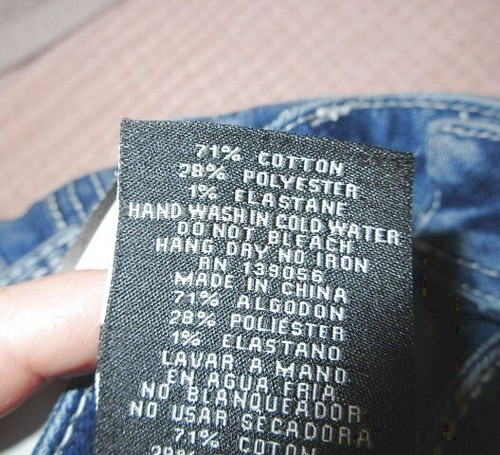 71% COTTON
28% POLYESTER
1% ELASTANE
HAND WASH IN COLD WATER
DO NOT BLEACH
HANG DRY NO IRON
RN 139056
MADE IN CHINA
71% ALGODON
28% POLIESTER
1% ELASTANO
LAVAR A MANO
EN AGUA FRIA
NO BLANQUEADOR
NO USAR SECADORA
71% COTON
28%